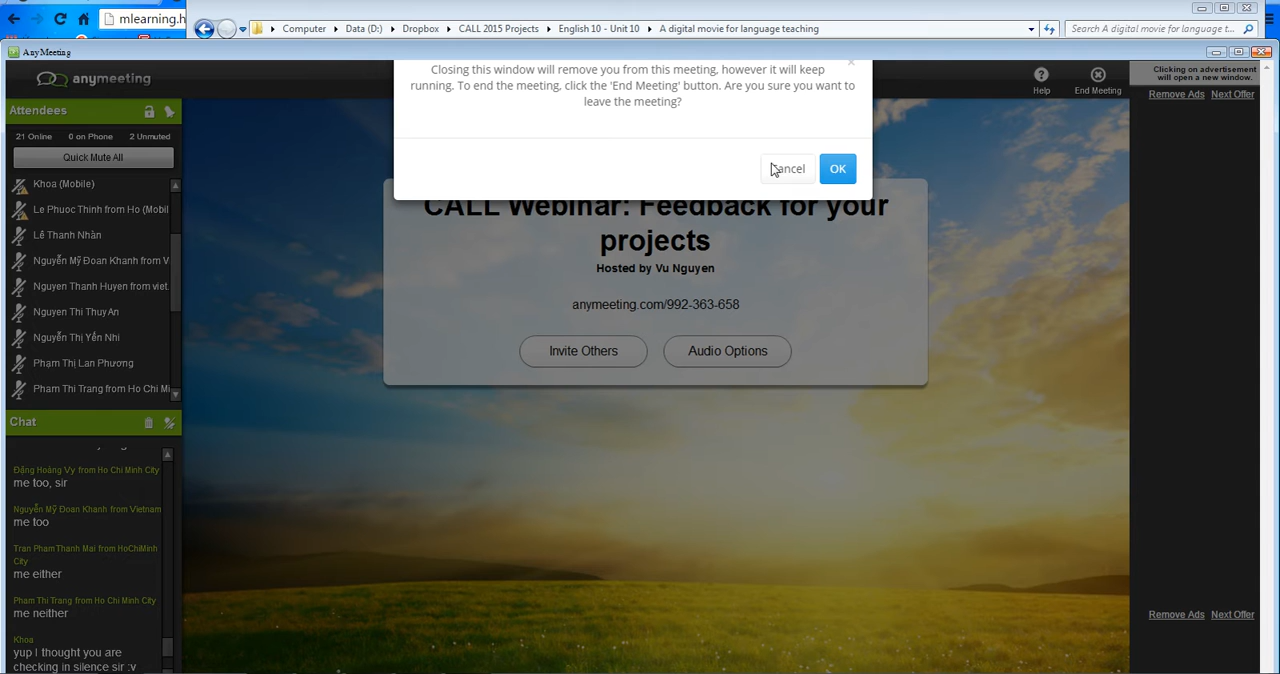 mlearning.h
Computer
Data (D:)
Dropbox
CALL 2015 Projects
English 10 - Unit 10
A digital movie for language teaching
Search A digital movie for language t...
AnyMeeting
anymeeting
Closing this window will remove you from this meeting, however it will keep
running. To end the meeting, click the 'End Meeting' button. Are you sure you want to
leave the meeting?
Cancel
OK
Help
End Meeting
Clicking on advertisement
will open a new window.
Remove Ads Next Offer
Attendees
21 Online 0 on Phone 2 Unmuted
Quick Mute All
Khoa (Mobile)
Le Phuoc Thinh from Ho (Mobil
Lê Thanh Nhàn
Nguyễn Mỹ Đoan Khanh from V
Nguyen Thanh Huyen from viet.
Nguyen Thi ThuyAn
Nguyễn Thị Yến Nhi
Phạm Thị Lan Phương
Pham Thi Trang from Ho Chi Mi
CALL Webinar: Feedback for your
projects
Hosted by Vu Nguyen
anymeeting.com/992-363-658
Invite Others
Audio Options
Chat
Đặng Hoàng Vy from Ho Chi Minh City
me too, sir
Nguyễn Mỹ Đoan Khanh from Vietnam
me too
Tran PhamThanh Mai from HoChiMinh
City
me either
Pham Thi Trang from Ho Chi Minh City
me neither
Khoa
yup I thought you are
checking in silence sir :v
Remove Ads Next Offer